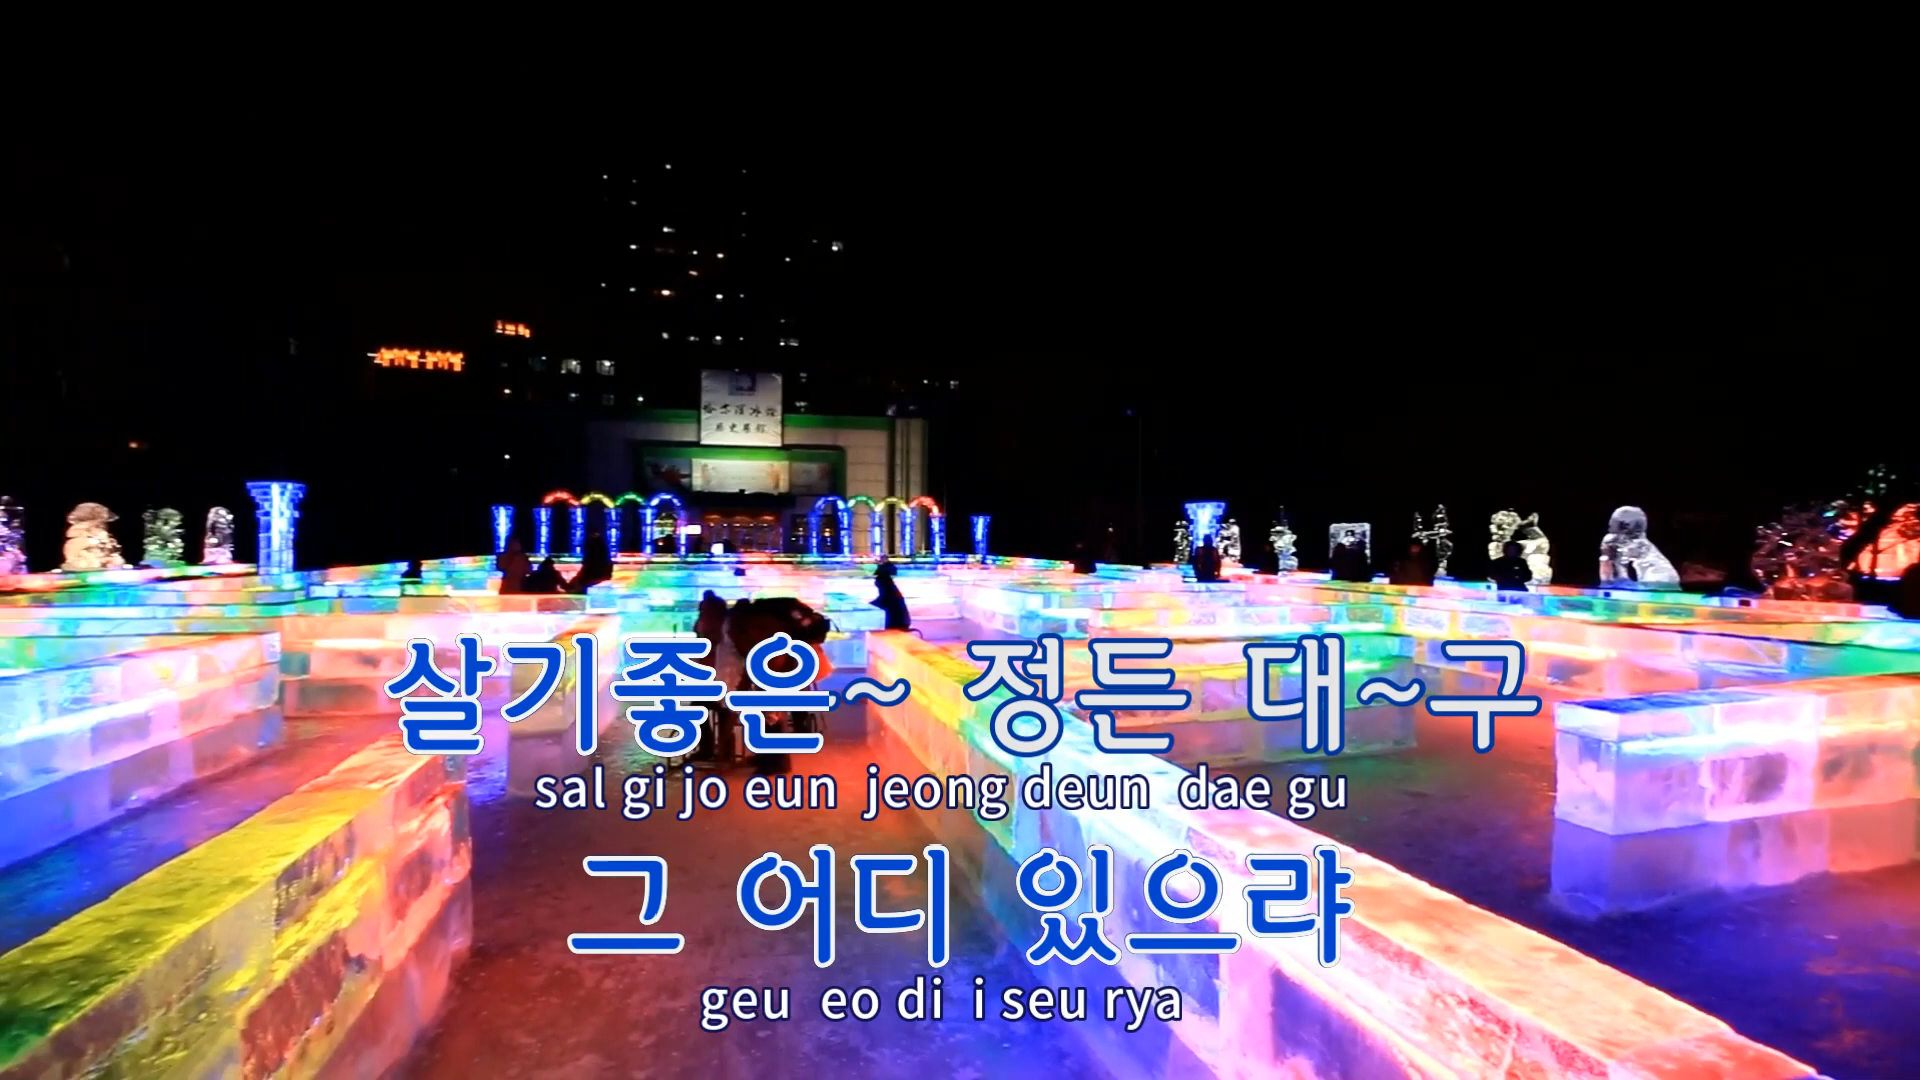 살기좋은~ 정든 대~구
sal gi jo eun jeong deun dae gu
그 어디 있으랴
geu eo di i seu rya